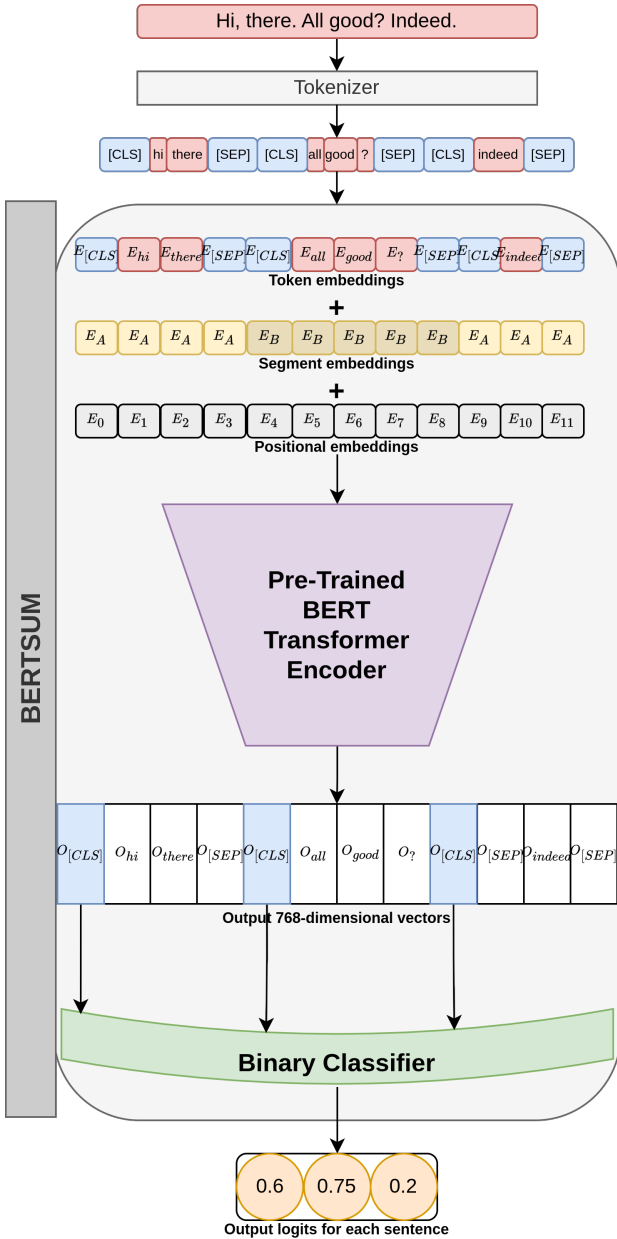 Hi, there. All good? Indeed.
Tokenizer
[CLS] hi there [SEP] [CLS] all good ? [SEP] [CLS] indeed [SEP]
BERTSUM
E[CLS] Ehi Ethere E[SEP] E[CLS] Eall Egood E? E[SEP] E[CLS] Eindeed E[SEP]
Token embeddings
+
EA EA EA EA EB EB EB EB EB EA EA EA
Segment embeddings
+
E0 E1 E2 E3 E4 E5 E6 E7 E8 E9 E10 E11
Positional embeddings
Pre-Trained
BERT
Transformer
Encoder
O[CLS] Ohi Othere O[SEP] O[CLS] Oall Ogood O? O[CLS] O[SEP] Oindeed O[SEP]
Output 768-dimensional vectors
Binary Classifier
0.6 0.75 0.2
Output logits for each sentence